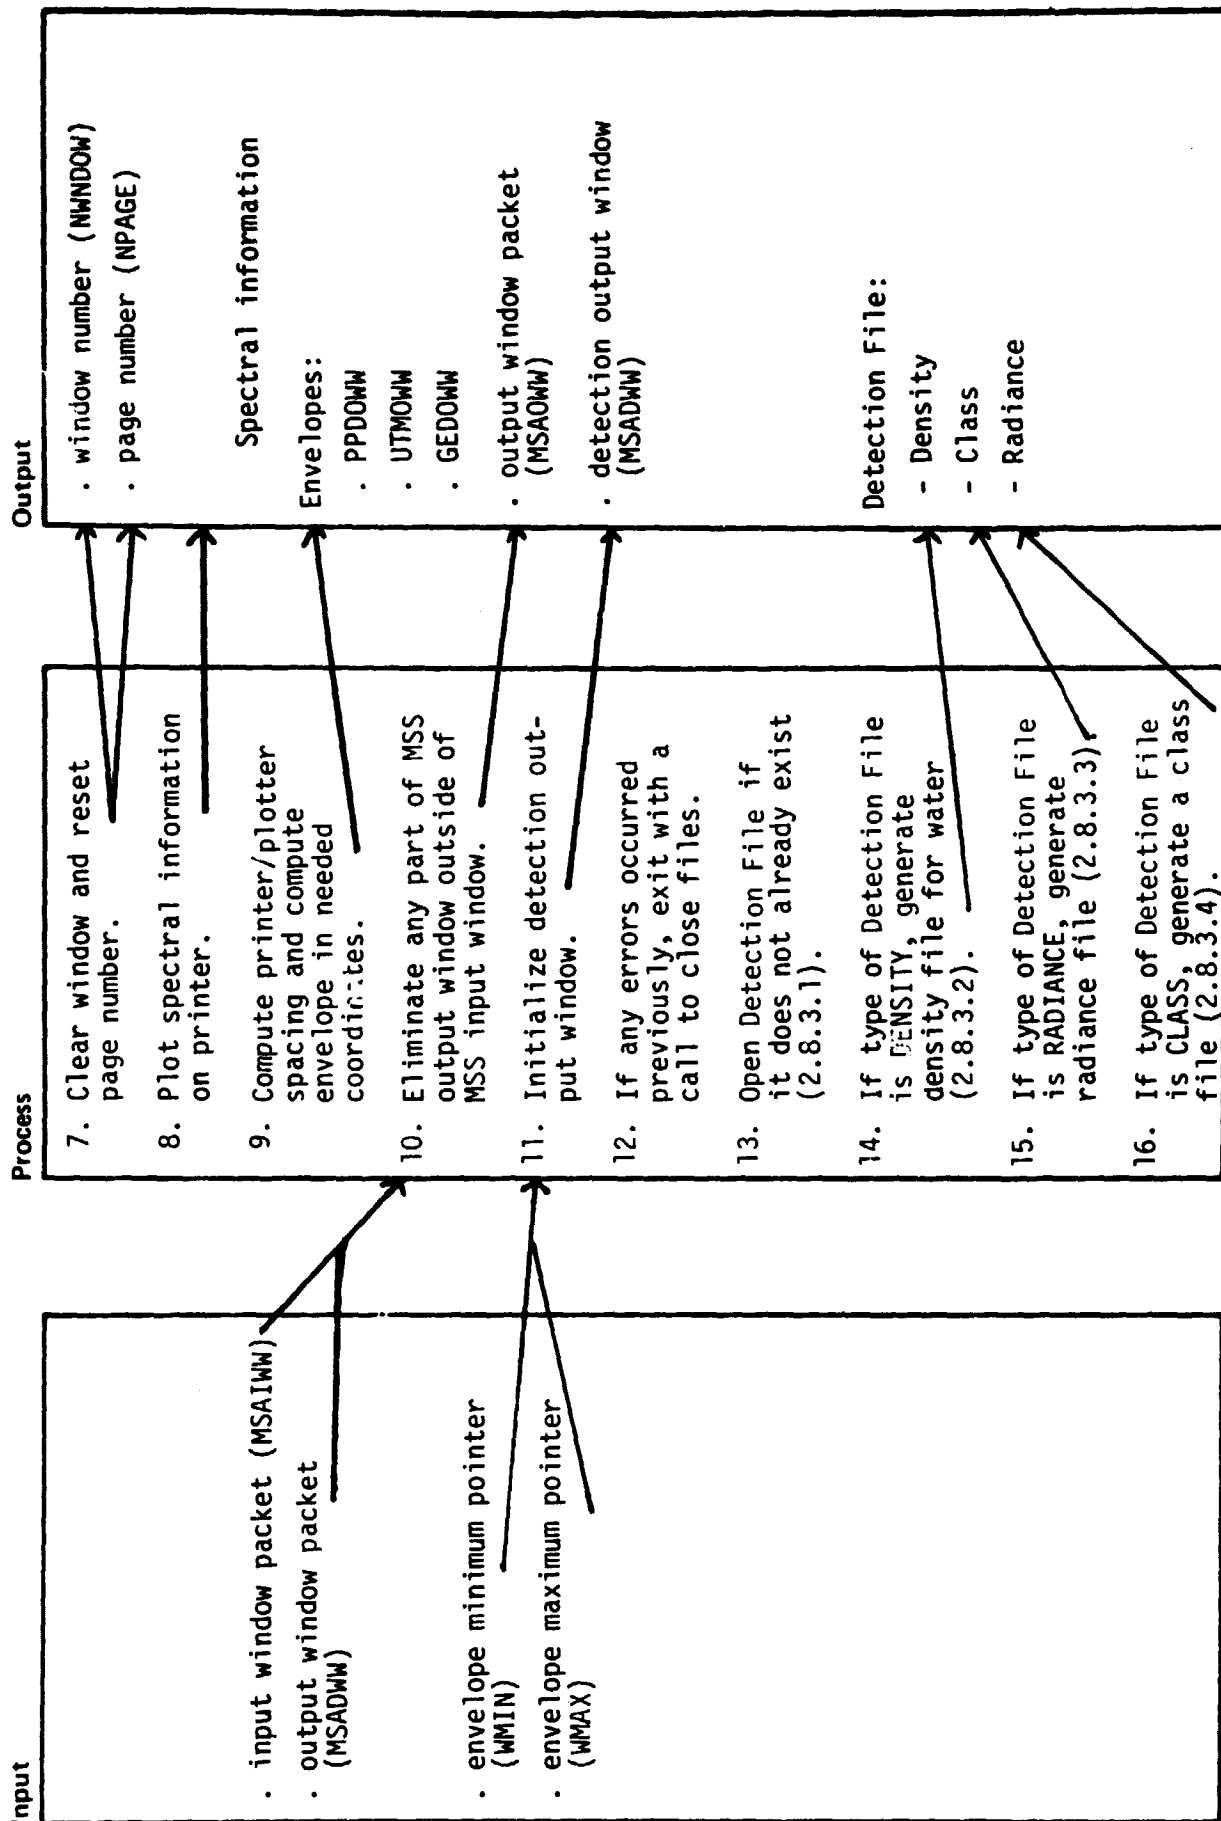 Input
. input window packet (MSAIWW)
. output window packet
(MSADWW)
. envelope minimum pointer
(WMIN)
. envelope maximum pointer
(WMAX)
Process
7. Clear window and reset
page number.
8. Plot spectral information
on printer.
9. Compute printer/plotter
spacing and compute
envelope in needed
coordinates.
10. Eliminate any part of MSS
output window outside of
MSS input window.
11. Initialize detection out-
put window.
12. If any errors occurred
previously, exit with a
call to close files.
13. Open Detection File if
it does not already exist
(2.8.3.1).
14. If type of Detection File
is DENSITY, generate
density file for water
(2.8.3.2).
15. If type of Detection File
is RADIANCE, generate
radiance file (2.8.3.3).
16. If type of Detection File
is CLASS, generate a class
file (2.8.3.4).
Output
. window number (NWNDOW)
. page number (NPAGE)
Spectral information
Envelopes:
. PPDOWW
. UTMOWW
. GEDOWW
. output window packet
(MSAOWW)
. detection output window
(MSADWW)
Detection File:
- Density
- Class
- Radiance